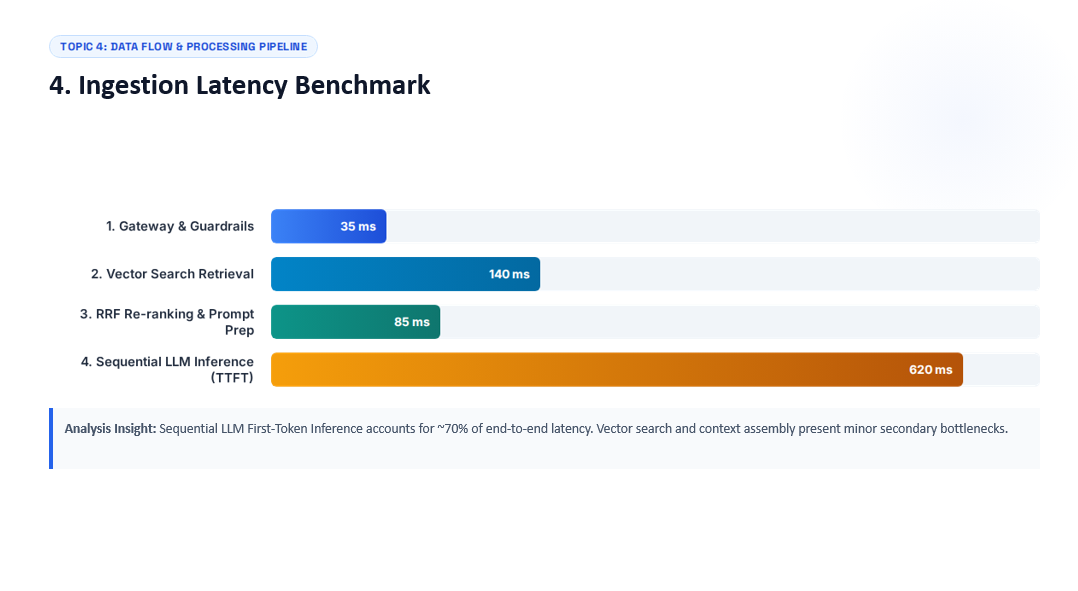 TOPIC 4: DATA FLOW & PROCESSING PIPELINE
4. Ingestion Latency Benchmark
1. Gateway & Guardrails
35 ms
2. Vector Search Retrieval
140 ms
3. RRF Re-ranking & Prompt
Prep
85 ms
4. Sequential LLM Inference
(TTFT)
620 ms
Analysis Insight: Sequential LLM First-Token Inference accounts for ~70% of end-to-end latency. Vector search and context assembly present minor secondary bottlenecks.